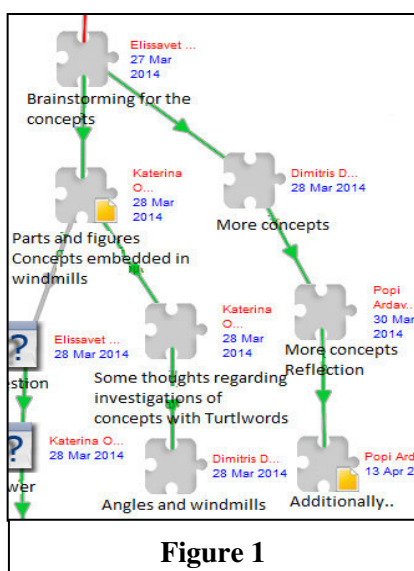 Elissavet ...
27 Mar
2014
Brainstorming for the
concepts
Katerina
O...
28 Mar
2014
Dimitris D...
28 Mar 2014
More concepts
Parts and figures
Concepts embedded in
windmills
Popi
Ardav...
30 Mar
2014
Elissavet ...
28 Mar 2014
?
estion
Katerina
O...
28 Mar
2014
More concepts
Reflection
Some thoughts regarding
investigations of
concepts with Turtlwords
Katerina O...
28 Mar 2014
?
wer
Dimitris D...
28 Mar 2014
Angles and windmills
Popi Ard
13 Apr 2
Additionally..
Figure 1